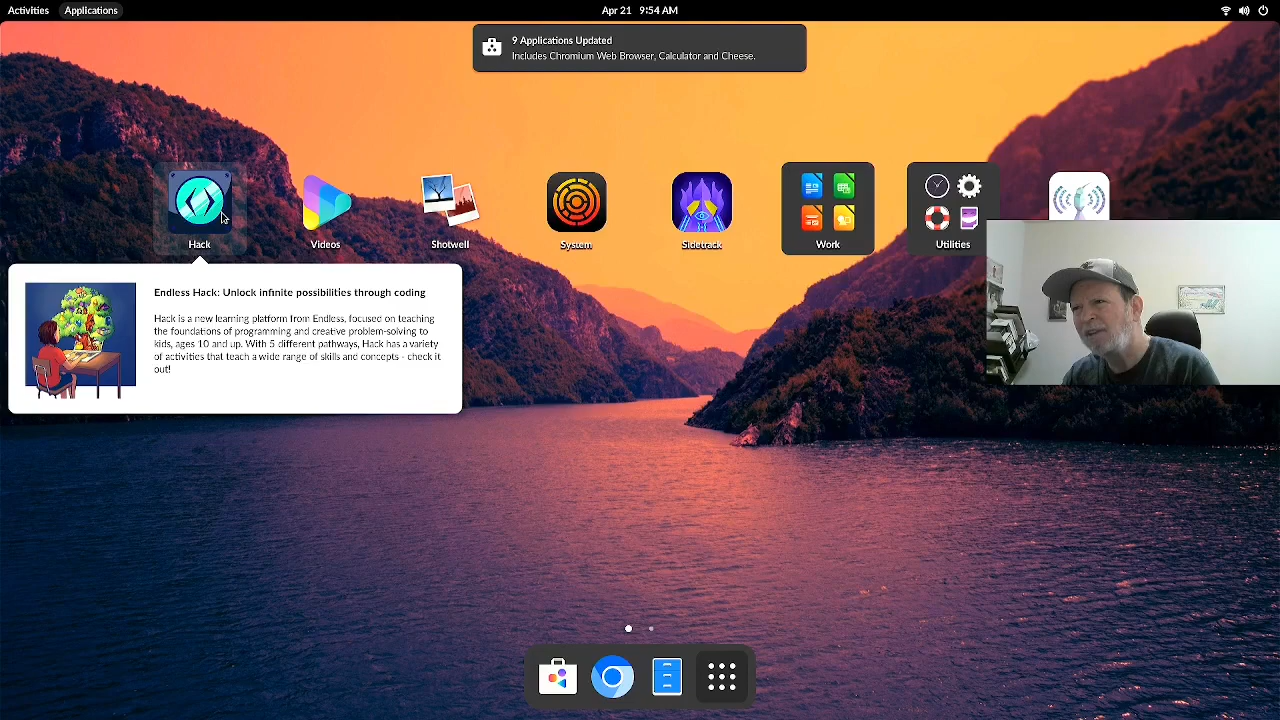 Activities Applications Apr 21 9:54 AM
9 Applications Updated
Includes Chromium Web Browser, Calculator and Cheese.
Hack Videos Shotwell System Sidetrack Work Utilities
Endless Hack: Unlock infinite possibilities through coding
Hack is a new learning platform from Endless, focused on teaching
the foundations of programming and creative problem-solving to
kids, ages 10 and up. With 5 different pathways, Hack has a variety
of activities that teach a wide range of skills and concepts - check it
out!